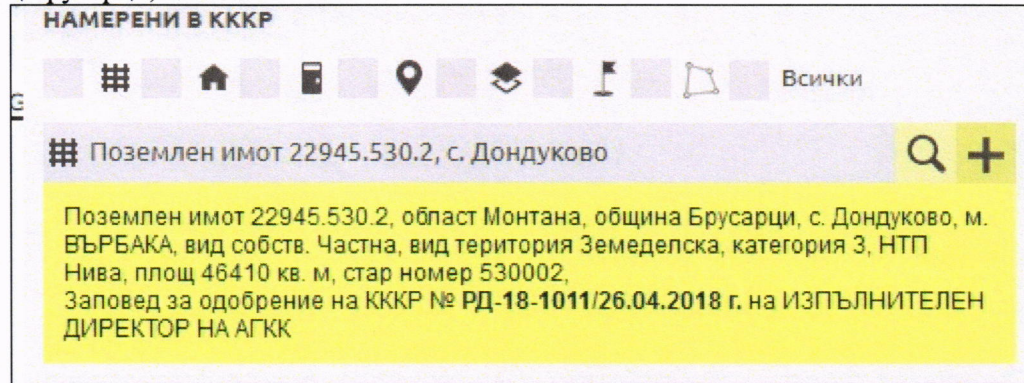 НАМЕРЕНИ В КККР
Всички
Поземлен имот 22945.530.2, с. Дондуково
Поземлен имот 22945.530.2, област Монтана, община Брусарци, с. Дондуково, м.
ВЪРБАКА, вид собств. Частна, вид територия Земеделска, категория 3, НТП
Нива, площ 46410 кв. м, стар номер 530002,
Заповед за одобрение на КККР № РД-18-1011/26.04.2018 г. на ИЗПЪЛНИТЕЛЕН
ДИРЕКТОР НА АГКК